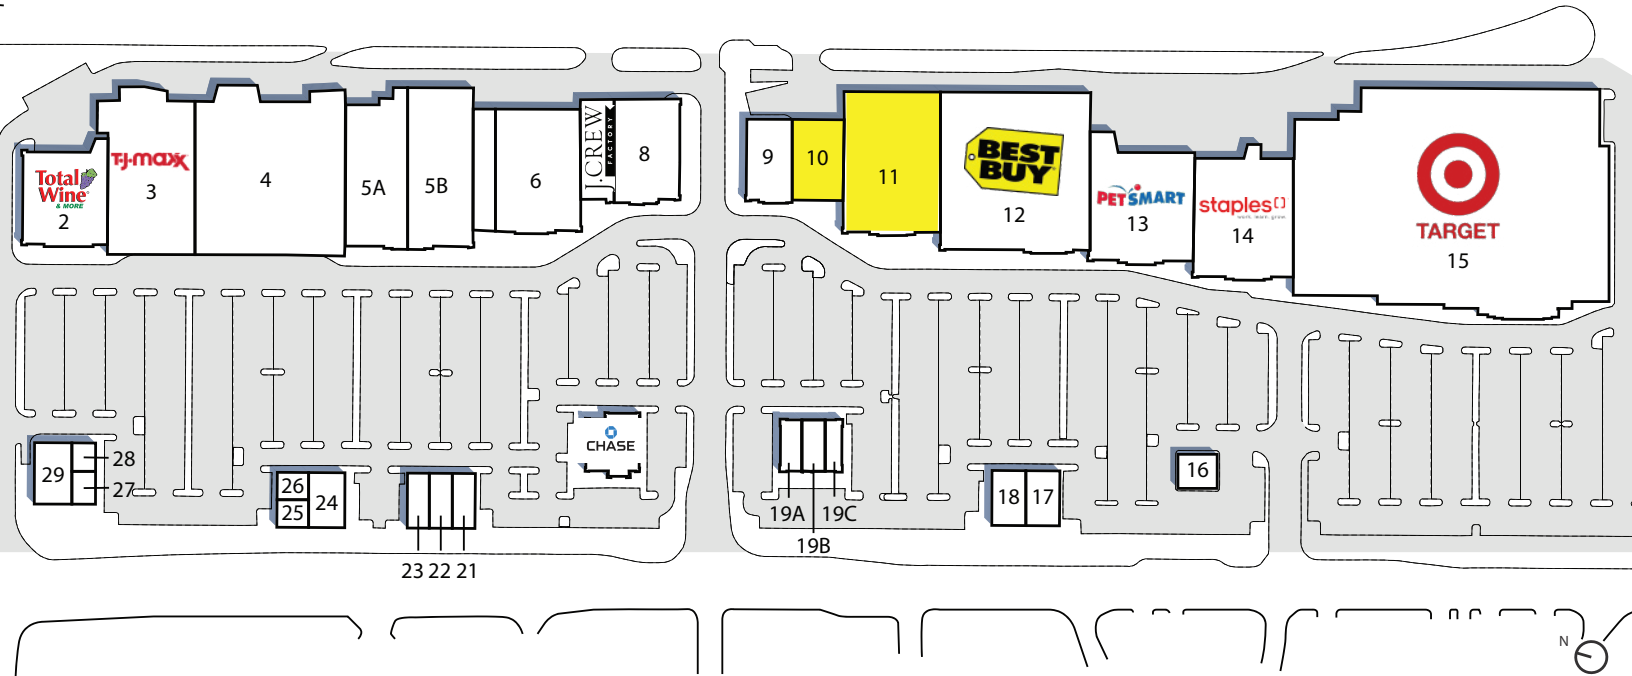 Total
Wine
& MORE
2
T·J·maxx
3
4
5A
5B
6
J.CREW
FACTORY
8
9
10
11
BEST
BUY
12
PETSMART
13
staples
14
TARGET
15
CHASE
29
28
27
26
25
24
23 22 21
19A
19B
19C
18
17
16
N